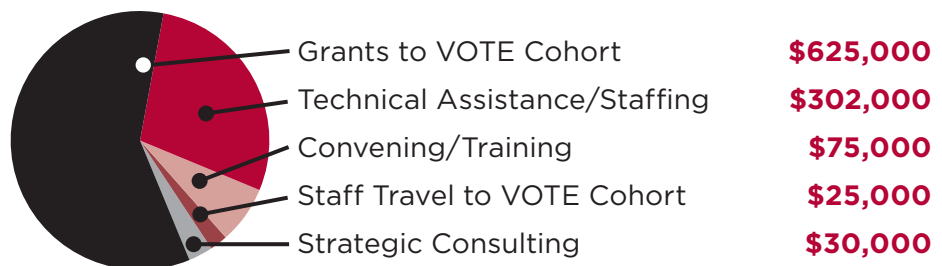 Grants to VOTE Cohort $625,000
Technical Assistance/Staffing $302,000
Convening/Training $75,000
Staff Travel to VOTE Cohort $25,000
Strategic Consulting $30,000